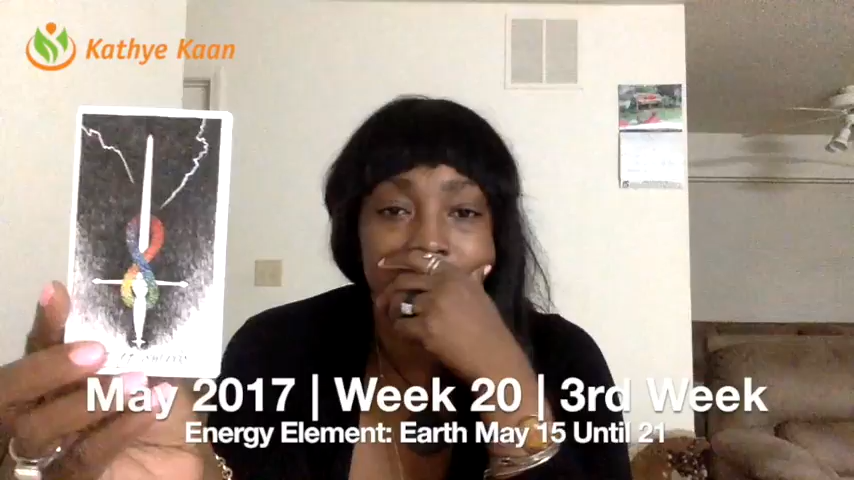 Kathye Kaan
May 2017 | Week 20 | 3rd Week
Energy Element: Earth May 15 Until 21